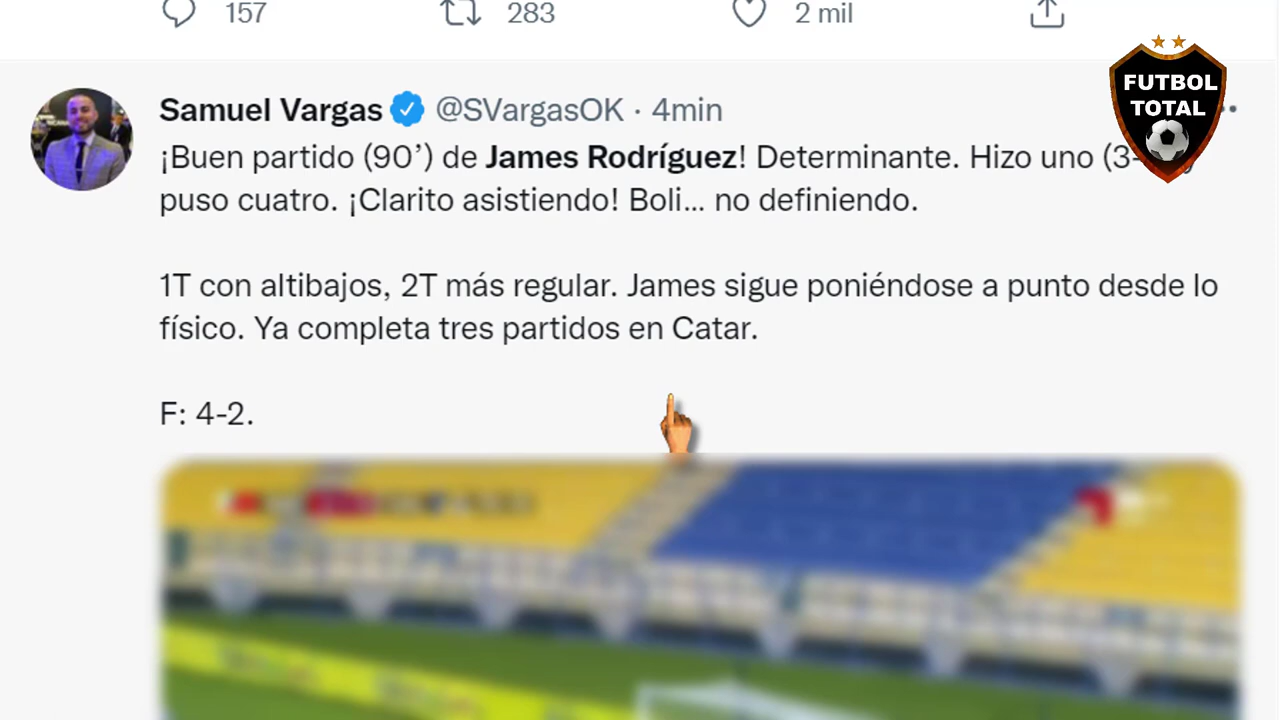 157 283 2 mil
Samuel Vargas @SVargasOK · 4min
FUTBOL
TOTAL
¡Buen partido (90’) de James Rodríguez! Determinante. Hizo uno (3-
puso cuatro. ¡Clarito asistiendo! Boli... no definiendo.
1T con altibajos, 2T más regular. James sigue poniéndose a punto desde lo
físico. Ya completa tres partidos en Catar.
F: 4-2.